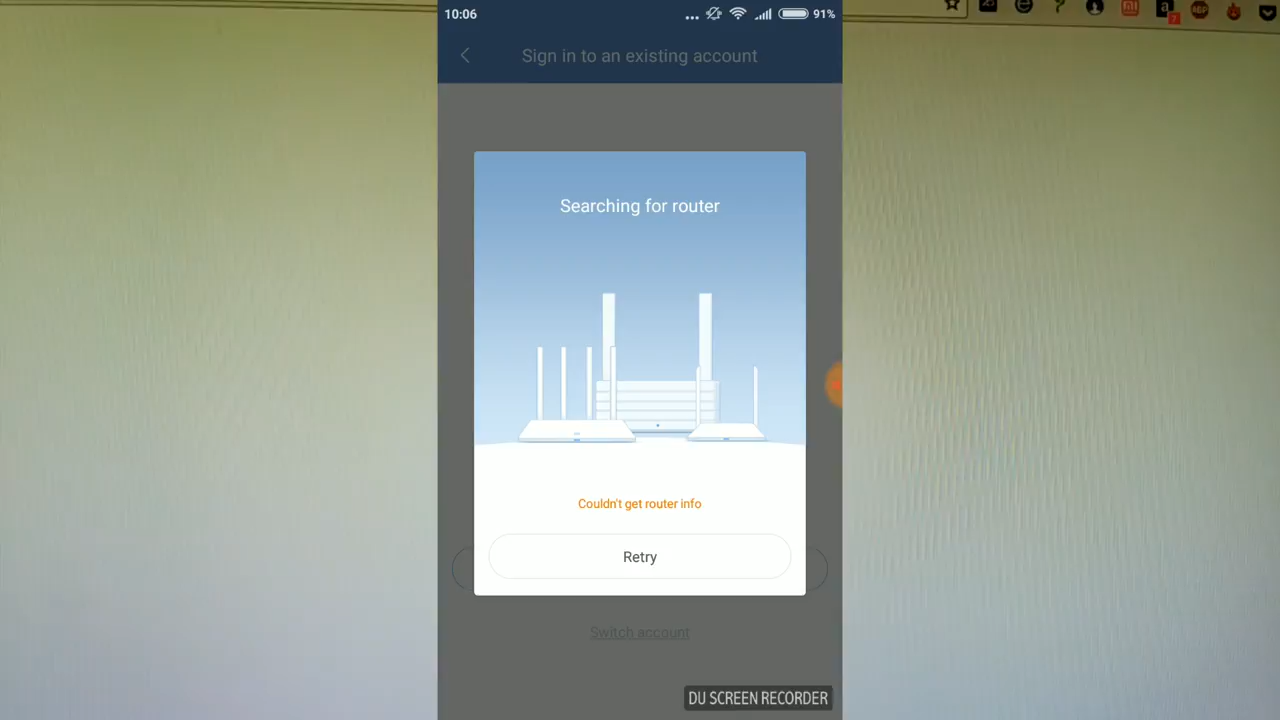 10:06
91%
Sign in to an existing account
Searching for router
Couldn't get router info
Retry
Switch account
DU SCREEN RECORDER